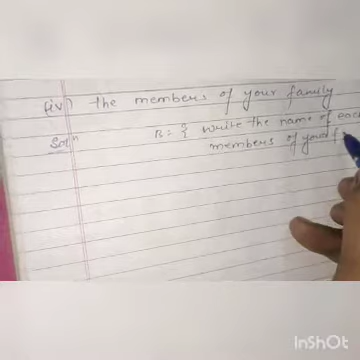 (iv) the members of your family
Solⁿ R = { write the name of each
members of your f
InShOt